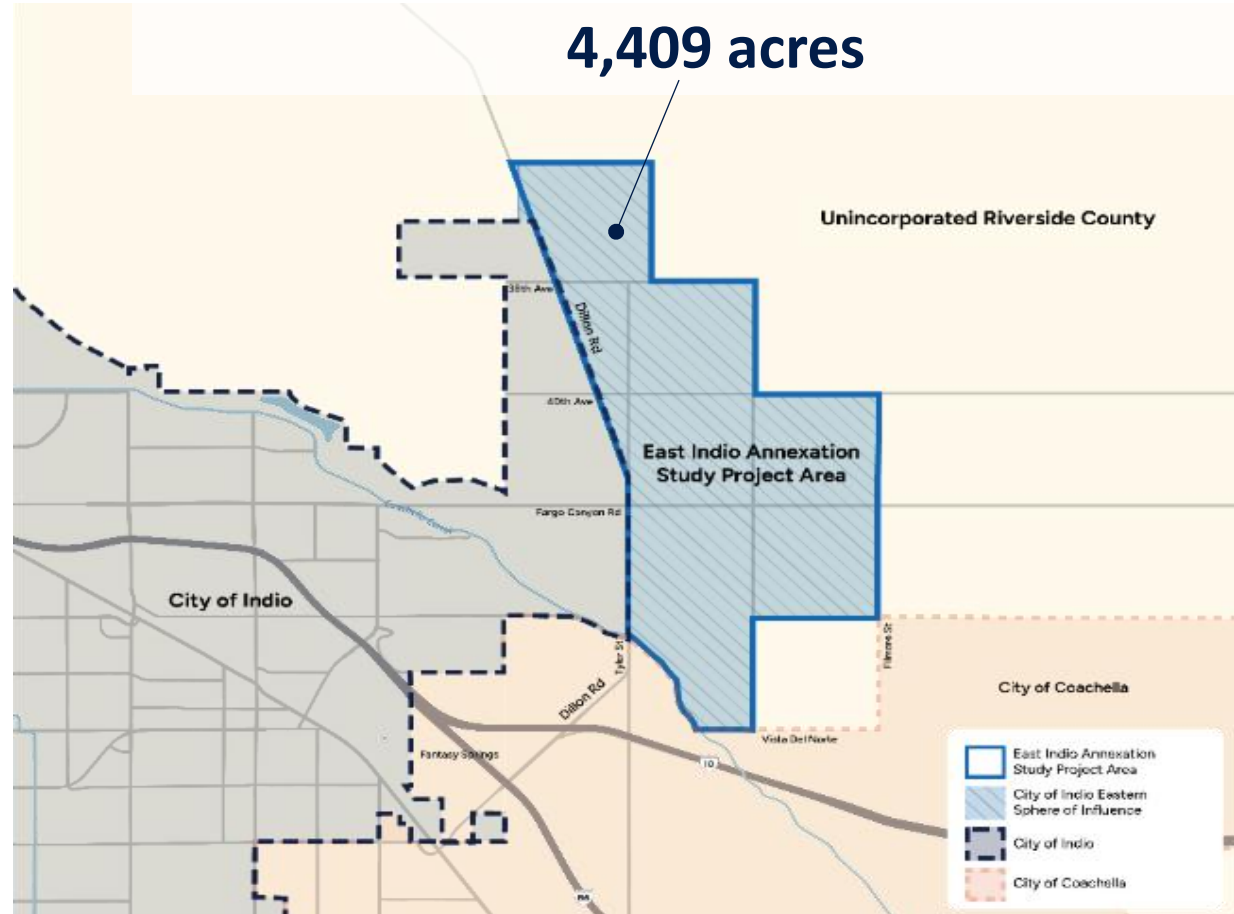 4,409 acres
Unincorporated Riverside County
38th Ave
Dillon Rd
40th Ave
East Indio Annexation
Study Project Area
Fargo Canyon Rd
City of Indio
Tyler St
Filmore St
Dillon Rd
City of Coachella
Vista Del Norte
Fantasy Springs
10
86
East Indio Annexation
Study Project Area
City of Indio Eastern
Sphere of Influence
City of Indio
City of Coachella